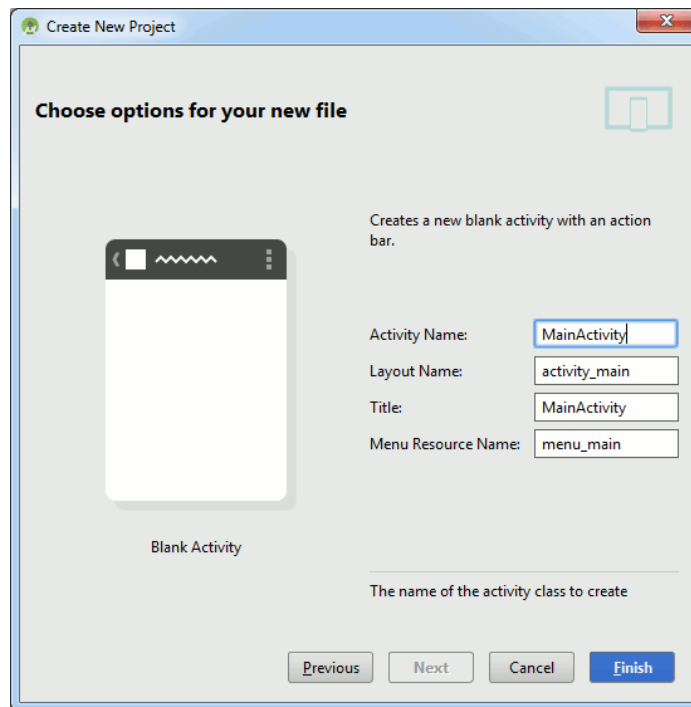 Create New Project
Choose options for your new file
Creates a new blank activity with an action
bar.
Activity Name: MainActivity
Layout Name: activity_main
Title: MainActivity
Menu Resource Name: menu_main
Blank Activity
The name of the activity class to create
Previous Next Cancel Finish